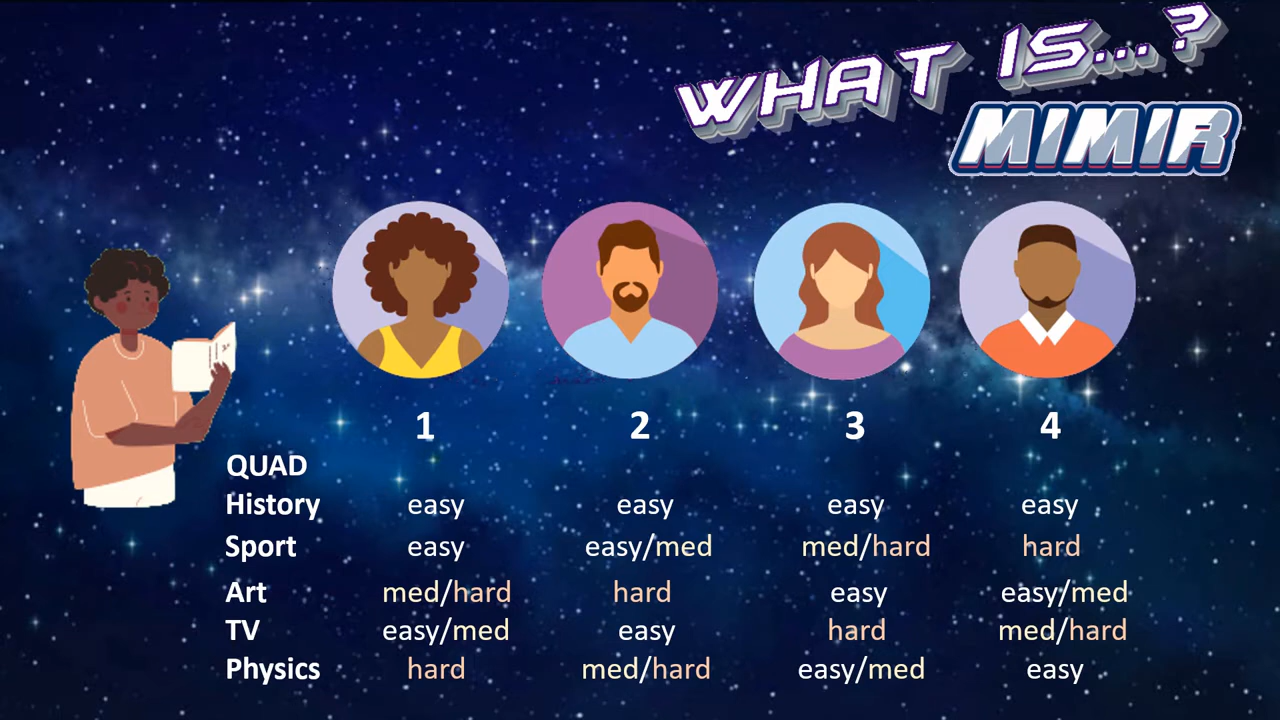 WHAT IS...?
MIMIR
1 2 3 4
QUAD
History easy easy easy easy
Sport easy easy/med med/hard hard
Art med/hard hard easy easy/med
TV easy/med easy hard med/hard
Physics hard med/hard easy/med easy